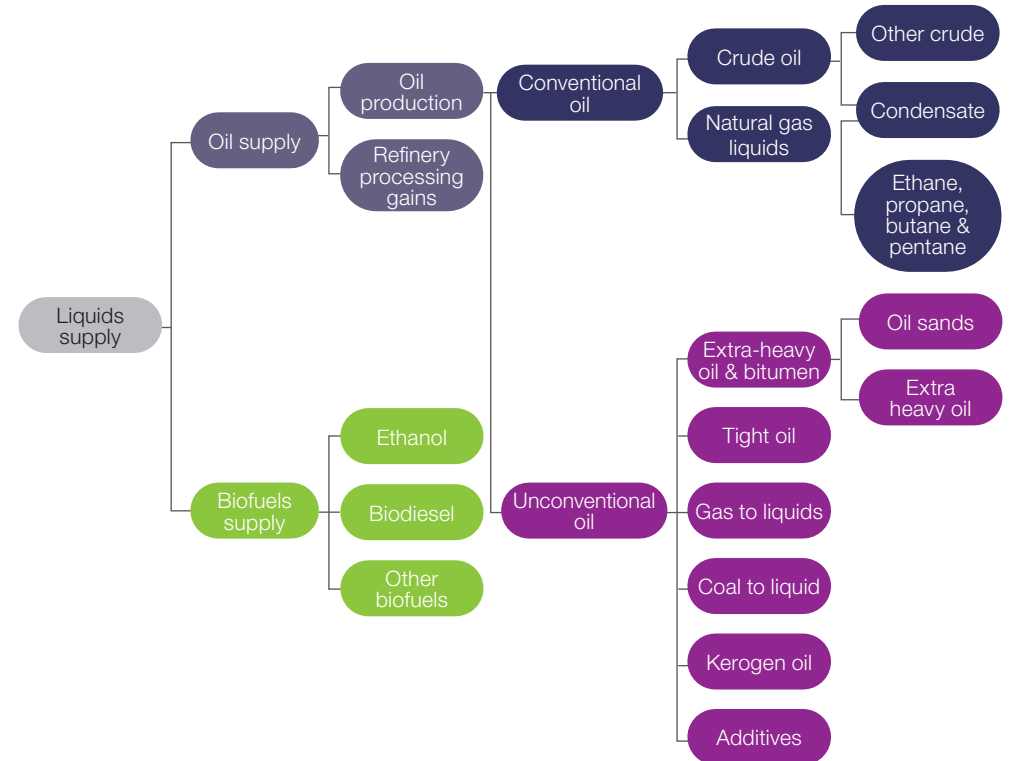 Liquids
supply
Oil supply
Oil
production
Refinery
processing
gains
Conventional
oil
Crude oil
Natural gas
liquids
Other crude
Condensate
Ethane,
propane,
butane &
pentane
Biofuels
supply
Ethanol
Biodiesel
Other
biofuels
Unconventional
oil
Extra-heavy
oil & bitumen
Tight oil
Gas to liquids
Coal to liquid
Kerogen oil
Additives
Oil sands
Extra
heavy oil